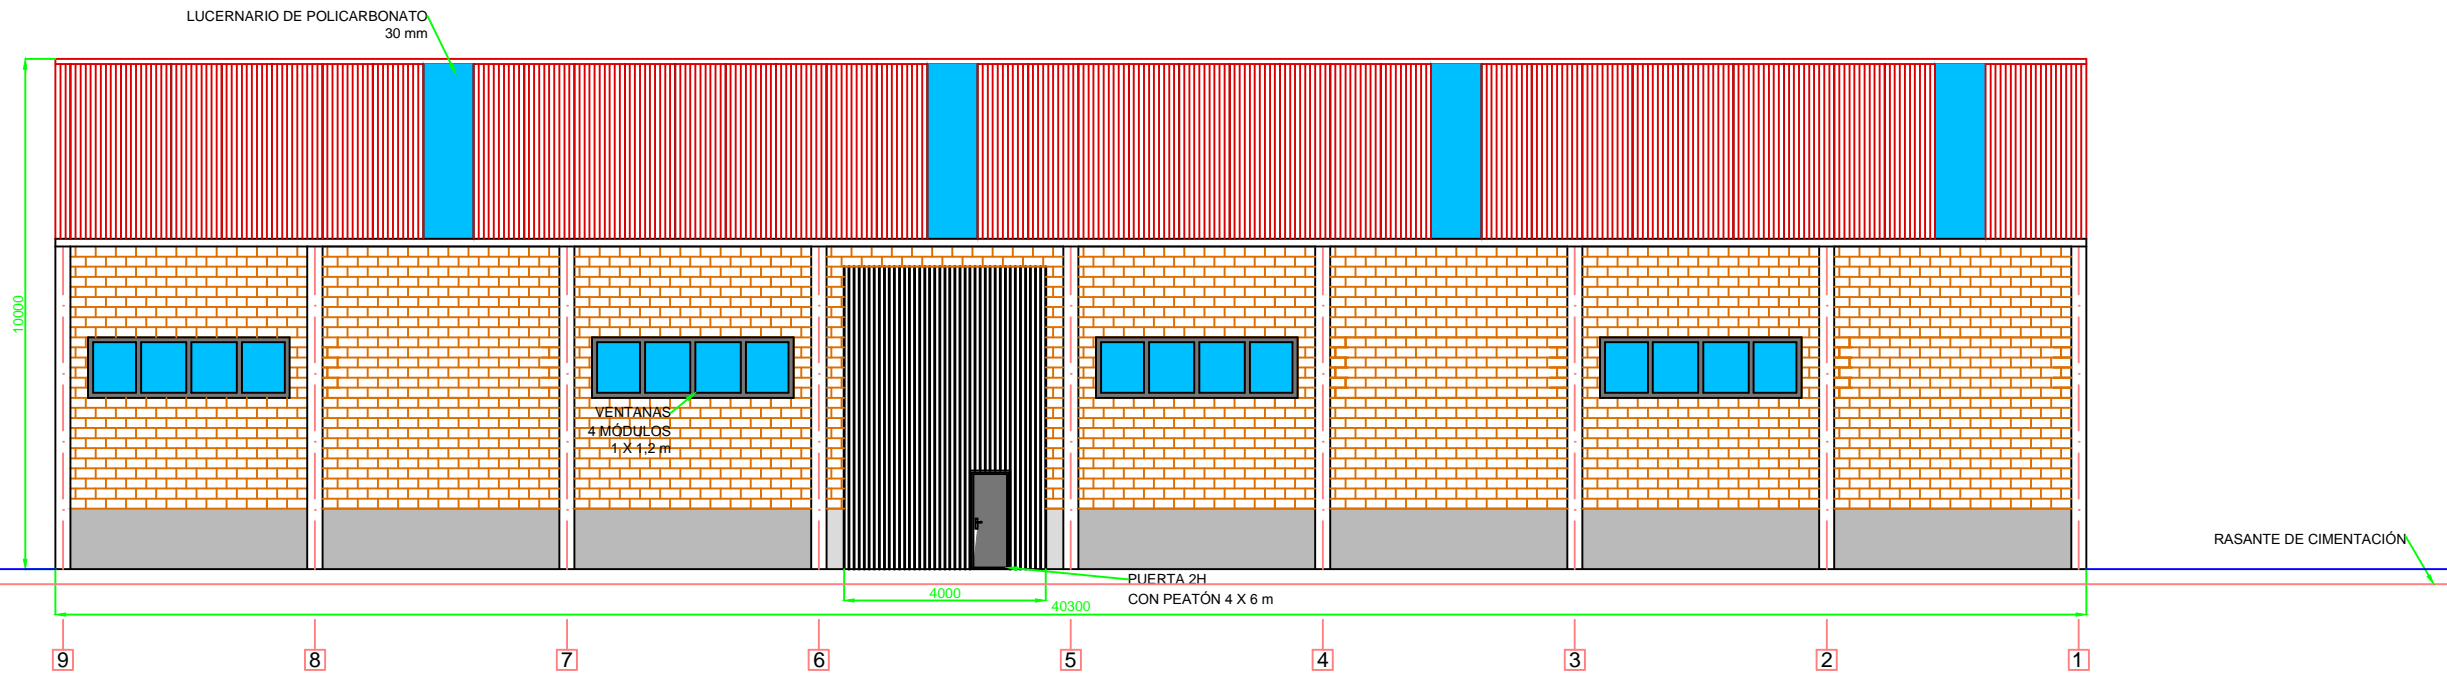 LUCERNARIO DE POLICARBONATO
30 mm
10000
VENTANAS
4 MÓDULOS
1 X 1,2 m
RASANTE DE CIMENTACIÓN
PUERTA 2H
CON PEATÓN 4 X 6 m
4000
40300
9
8
7
6
5
4
3
2
1